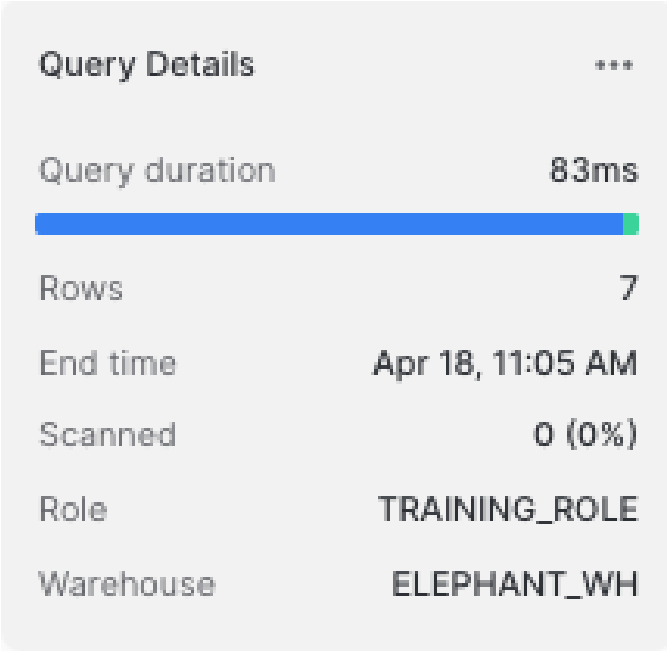 Query Details
Query duration 83ms
Rows 7
End time Apr 18, 11:05 AM
Scanned 0 (0%)
Role TRAINING_ROLE
Warehouse ELEPHANT_WH